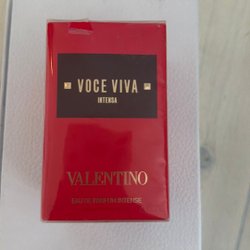 VOCE VIVA
INTENSA
VALENTINO
EAU DE PARFUM INTENSE